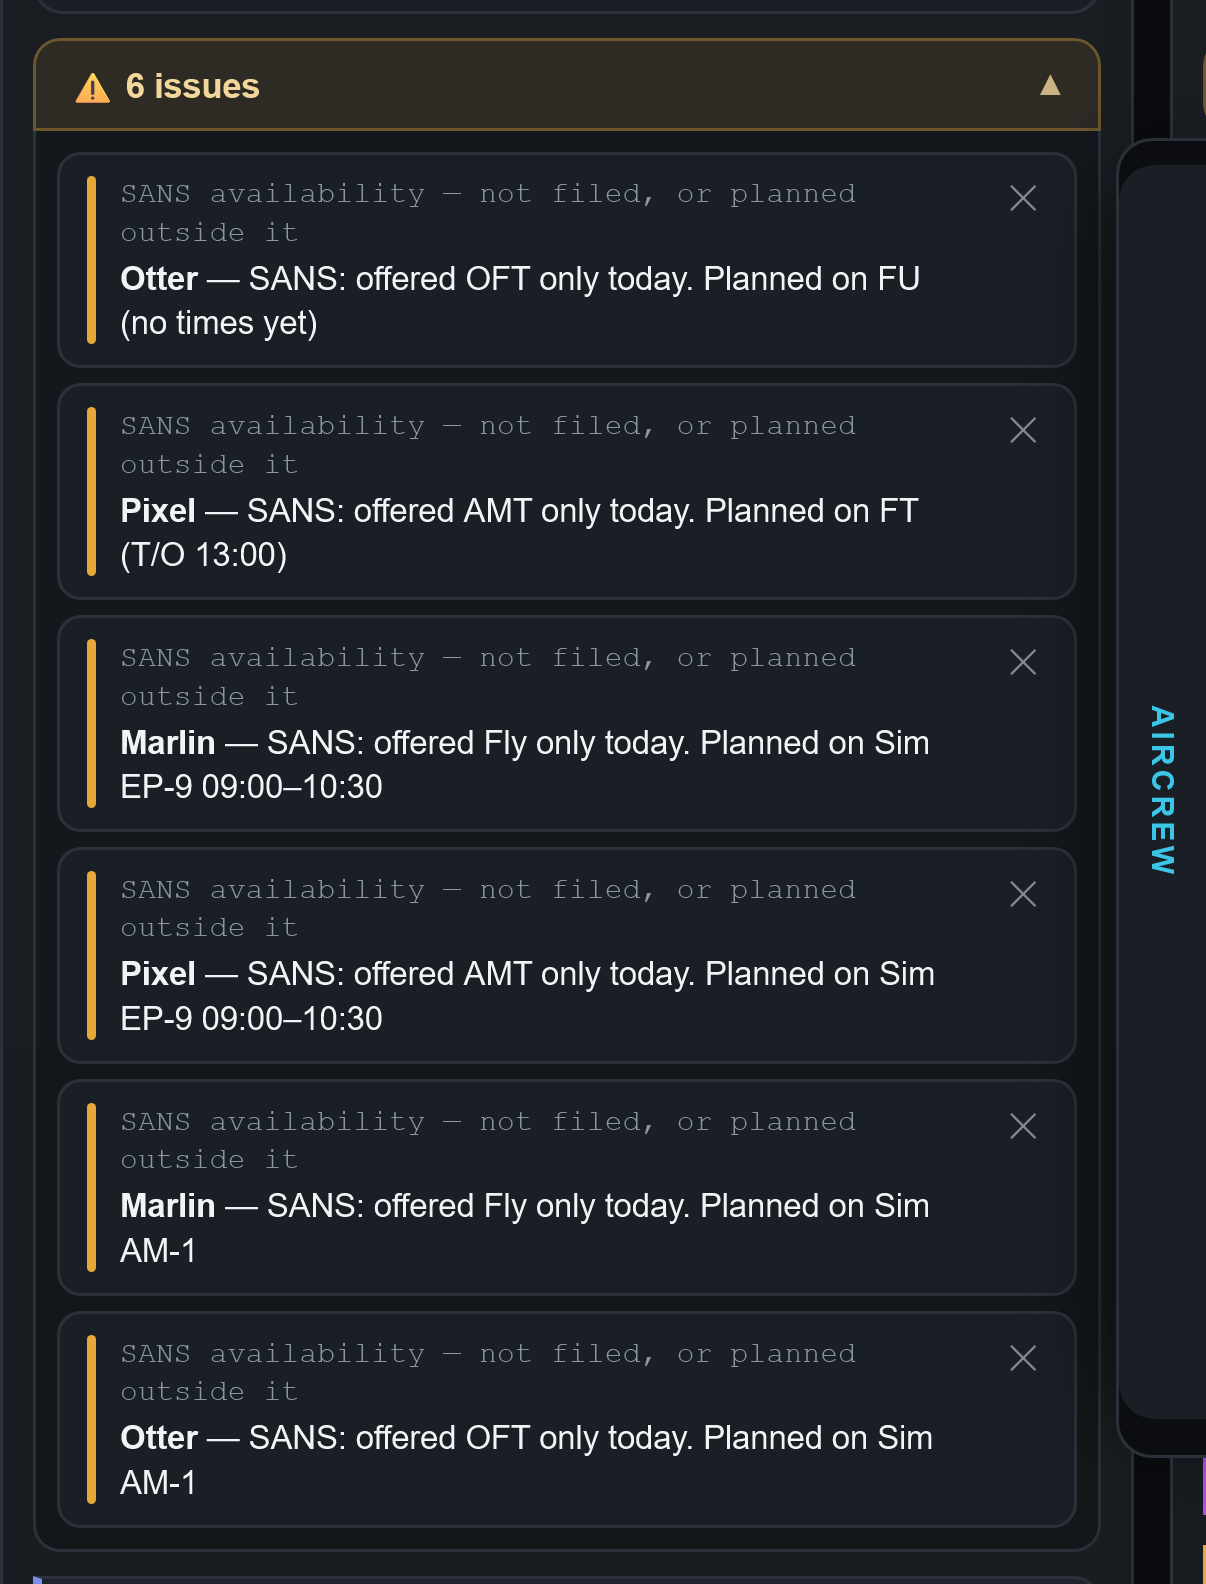 ⚠️ 6 issues ▲
SANS availability — not filed, or planned
outside it
Otter — SANS: offered OFT only today. Planned on FU
(no times yet)
SANS availability — not filed, or planned
outside it
Pixel — SANS: offered AMT only today. Planned on FT
(T/O 13:00)
SANS availability — not filed, or planned
outside it
Marlin — SANS: offered Fly only today. Planned on Sim
EP-9 09:00–10:30
SANS availability — not filed, or planned
outside it
Pixel — SANS: offered AMT only today. Planned on Sim
EP-9 09:00–10:30
SANS availability — not filed, or planned
outside it
Marlin — SANS: offered Fly only today. Planned on Sim
AM-1
SANS availability — not filed, or planned
outside it
Otter — SANS: offered OFT only today. Planned on Sim
AM-1
AIRCREW